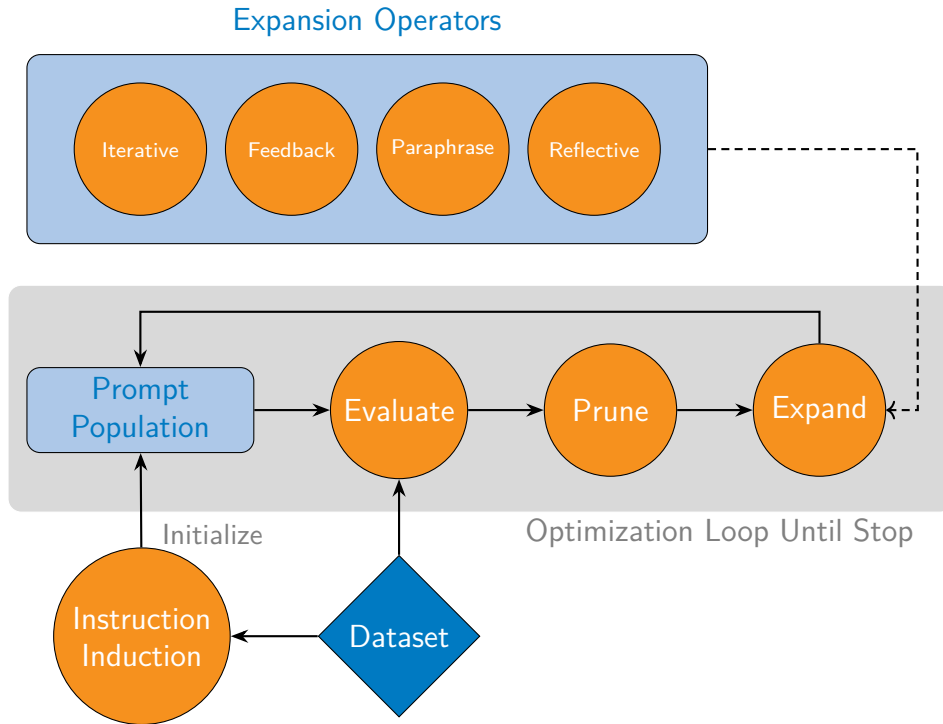 Expansion Operators
Iterative
Feedback
Paraphrase
Reflective
Prompt
Population
Evaluate
Prune
Expand
Initialize
Optimization Loop Until Stop
Instruction
Induction
Dataset